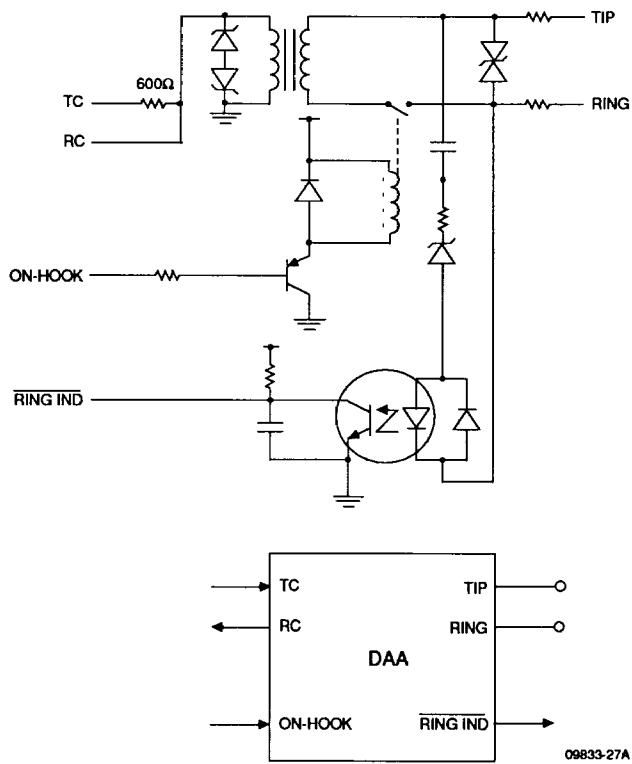 TIP
600Ω
TC
RING
RC
ON-HOOK
RING IND
TC
TIP
RC
RING
DAA
ON-HOOK
RING IND
09833-27A